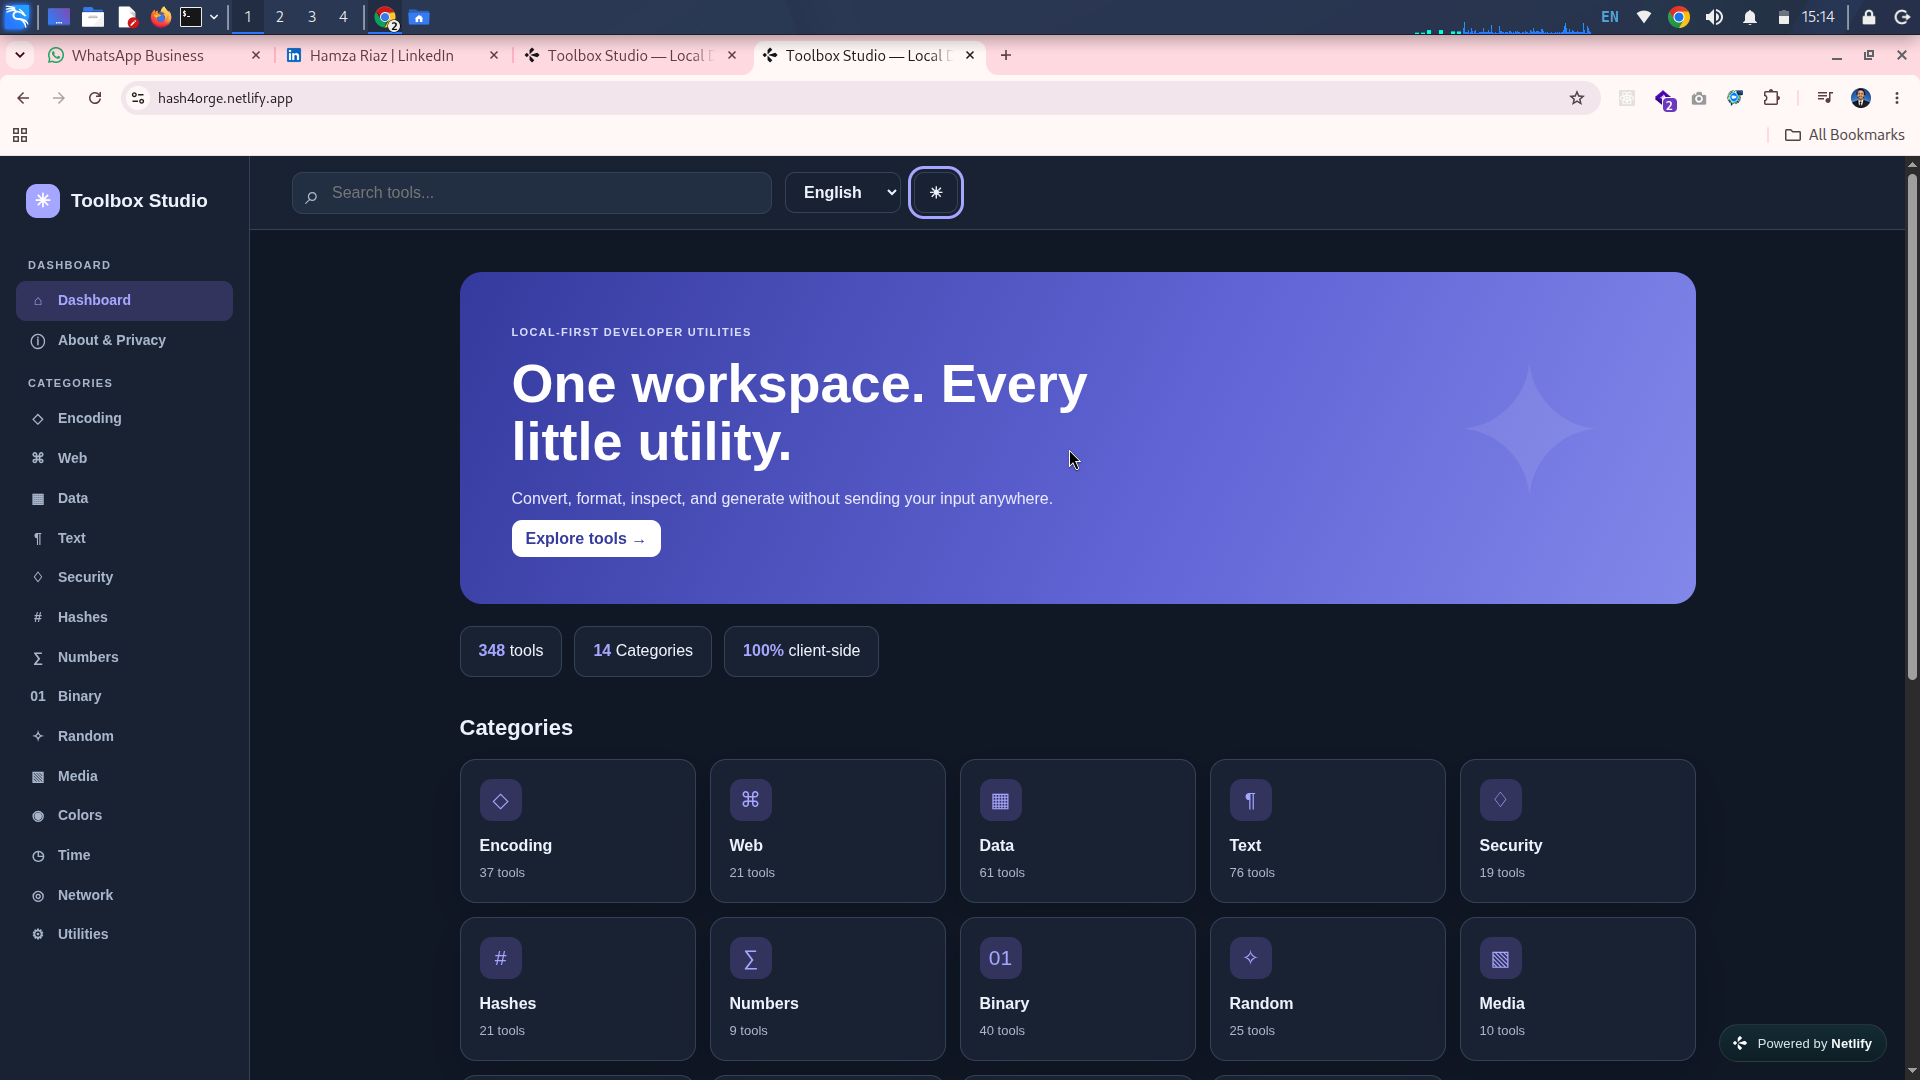 1
2
3
4
2
EN
15:14
WhatsApp Business
Hamza Riaz | LinkedIn
Toolbox Studio — Local D
Toolbox Studio — Local D
hash4orge.netlify.app
2
All Bookmarks
Toolbox Studio
Search tools...
English
DASHBOARD
Dashboard
About & Privacy
CATEGORIES
Encoding
Web
Data
Text
Security
# Hashes
∑ Numbers
01 Binary
Random
Media
Colors
Time
Network
Utilities
LOCAL-FIRST DEVELOPER UTILITIES
One workspace. Every
little utility.
Convert, format, inspect, and generate without sending your input anywhere.
Explore tools →
348 tools
14 Categories
100% client-side
Categories
Encoding
37 tools
Web
21 tools
Data
61 tools
¶
Text
76 tools
Security
19 tools
#
Hashes
21 tools
∑
Numbers
9 tools
01
Binary
40 tools
Random
25 tools
Media
10 tools
Powered by Netlify